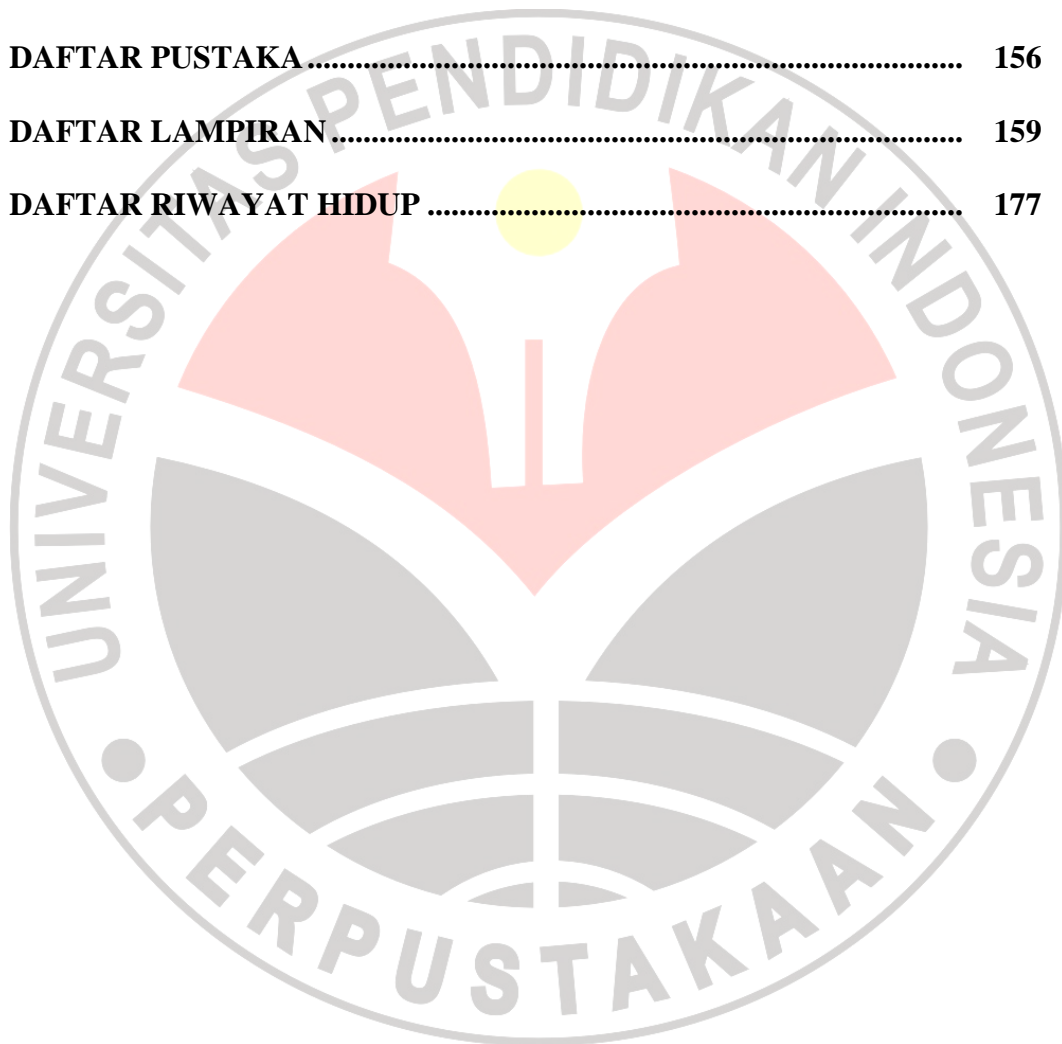 DAFTAR PUSTAKA ................................................................................. 156
DAFTAR LAMPIRAN .............................................................................. 159
DAFTAR RIWAYAT HIDUP .................................................................. 177
UNIVERSITAS PENDIDIKAN INDONESIA
PERPUSTAKAAN